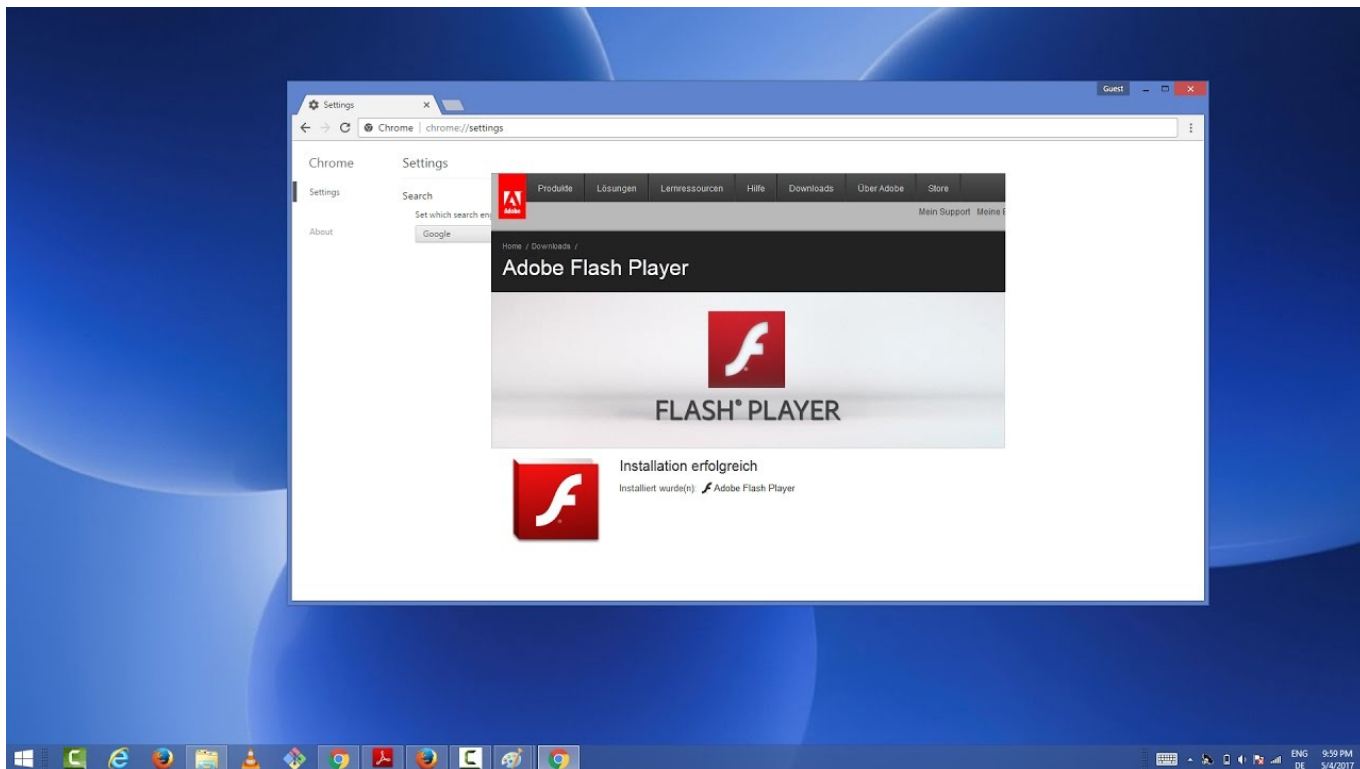 Guest
Settings
Chrome | chrome://settings
Chrome
Settings
Settings
Search
Set which search en
Google
About
Adobe
Produkte Lösungen Lernressourcen Hilfe Downloads Über Adobe Store
Mein Support Meine E
Home / Downloads /
Adobe Flash Player
FLASH® PLAYER
Installation erfolgreich
Installiert wurde(n): Adobe Flash Player
ENG 9:59 PM
DE 5/4/2017